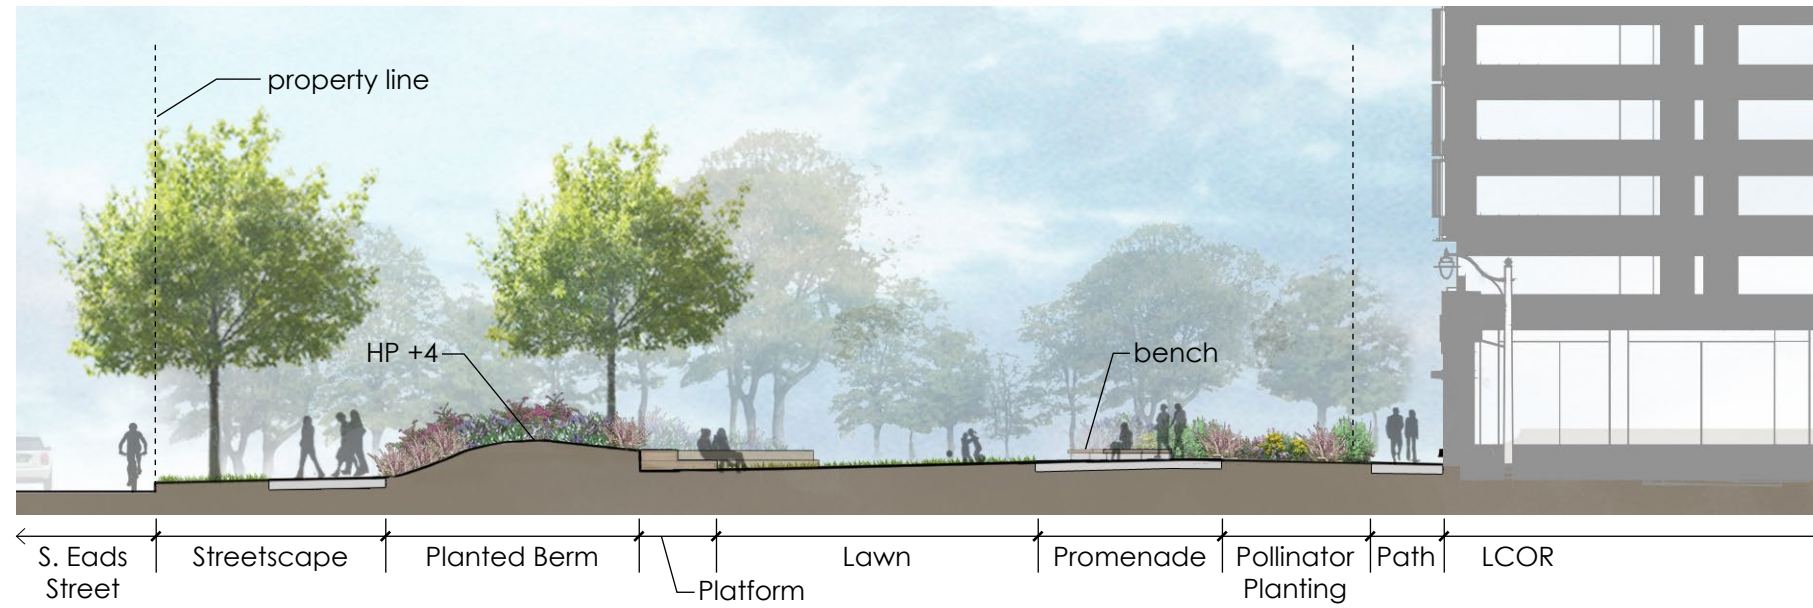 property line
HP +4
bench
S. Eads
Street
Streetscape
Planted Berm
Platform
Lawn
Promenade
Pollinator
Planting
Path
LCOR